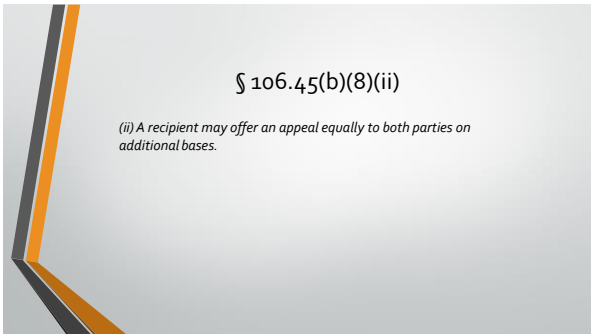 § 106.45(b)(8)(ii)
(ii) A recipient may offer an appeal equally to both parties on
additional bases.